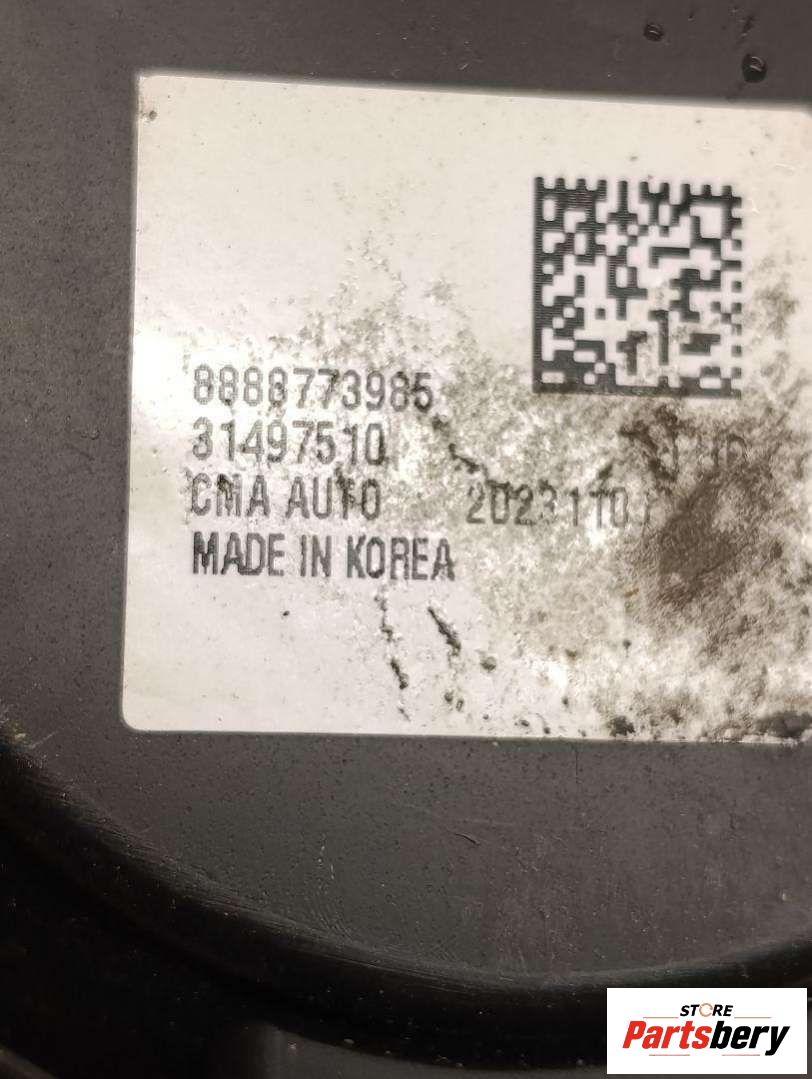 8888773985
31497510
CMA AUTO
MADE IN KOREA
STORE
Partsbery